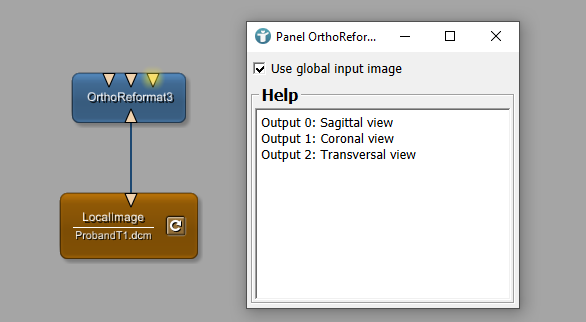 OrthoReformat3
LocalImage
ProbandT1.dcm
Panel OrthoRefor...
Use global input image
Help
Output 0: Sagittal view
Output 1: Coronal view
Output 2: Transversal view